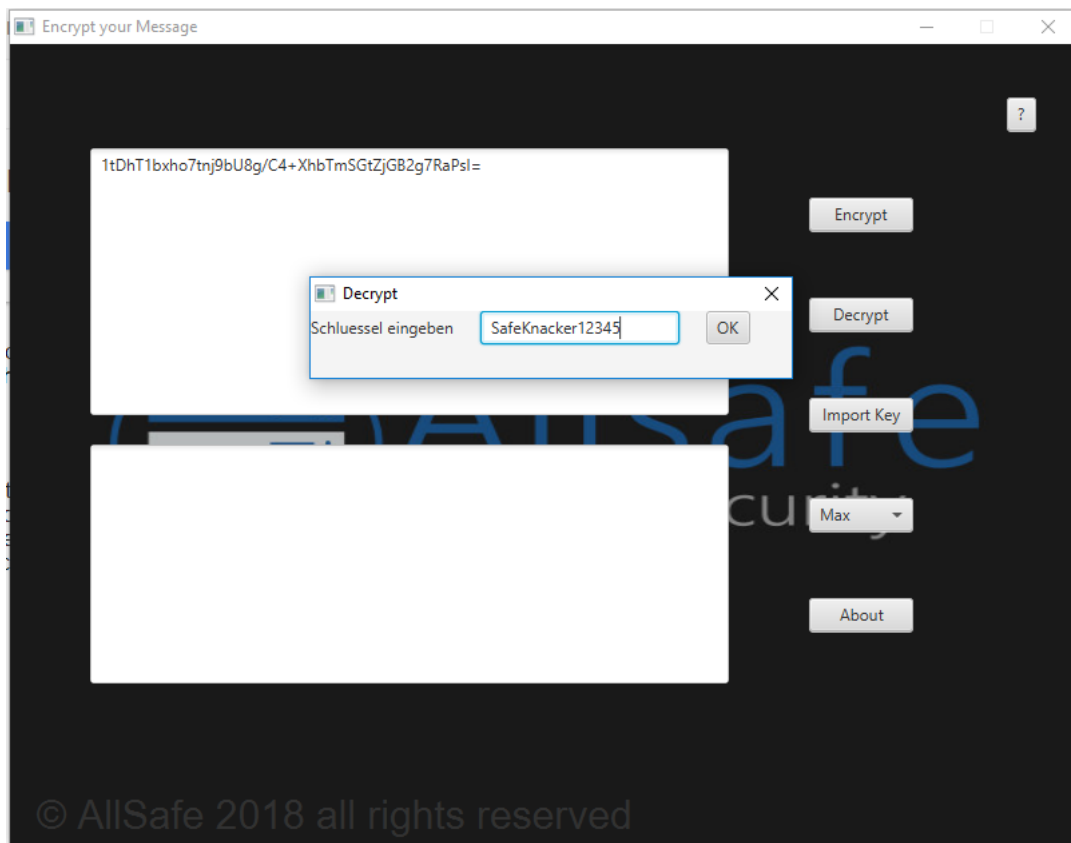 Encrypt your Message
?
1tDhT1bxho7tnj9bU8g/C4+XhbTmSGtZjGB2g7RaPsI=
Encrypt
Decrypt
Schluessel eingeben SafeKnacker12345 OK
Decrypt
Allsafe
Import Key
curity
Max
About
© AllSafe 2018 all rights reserved